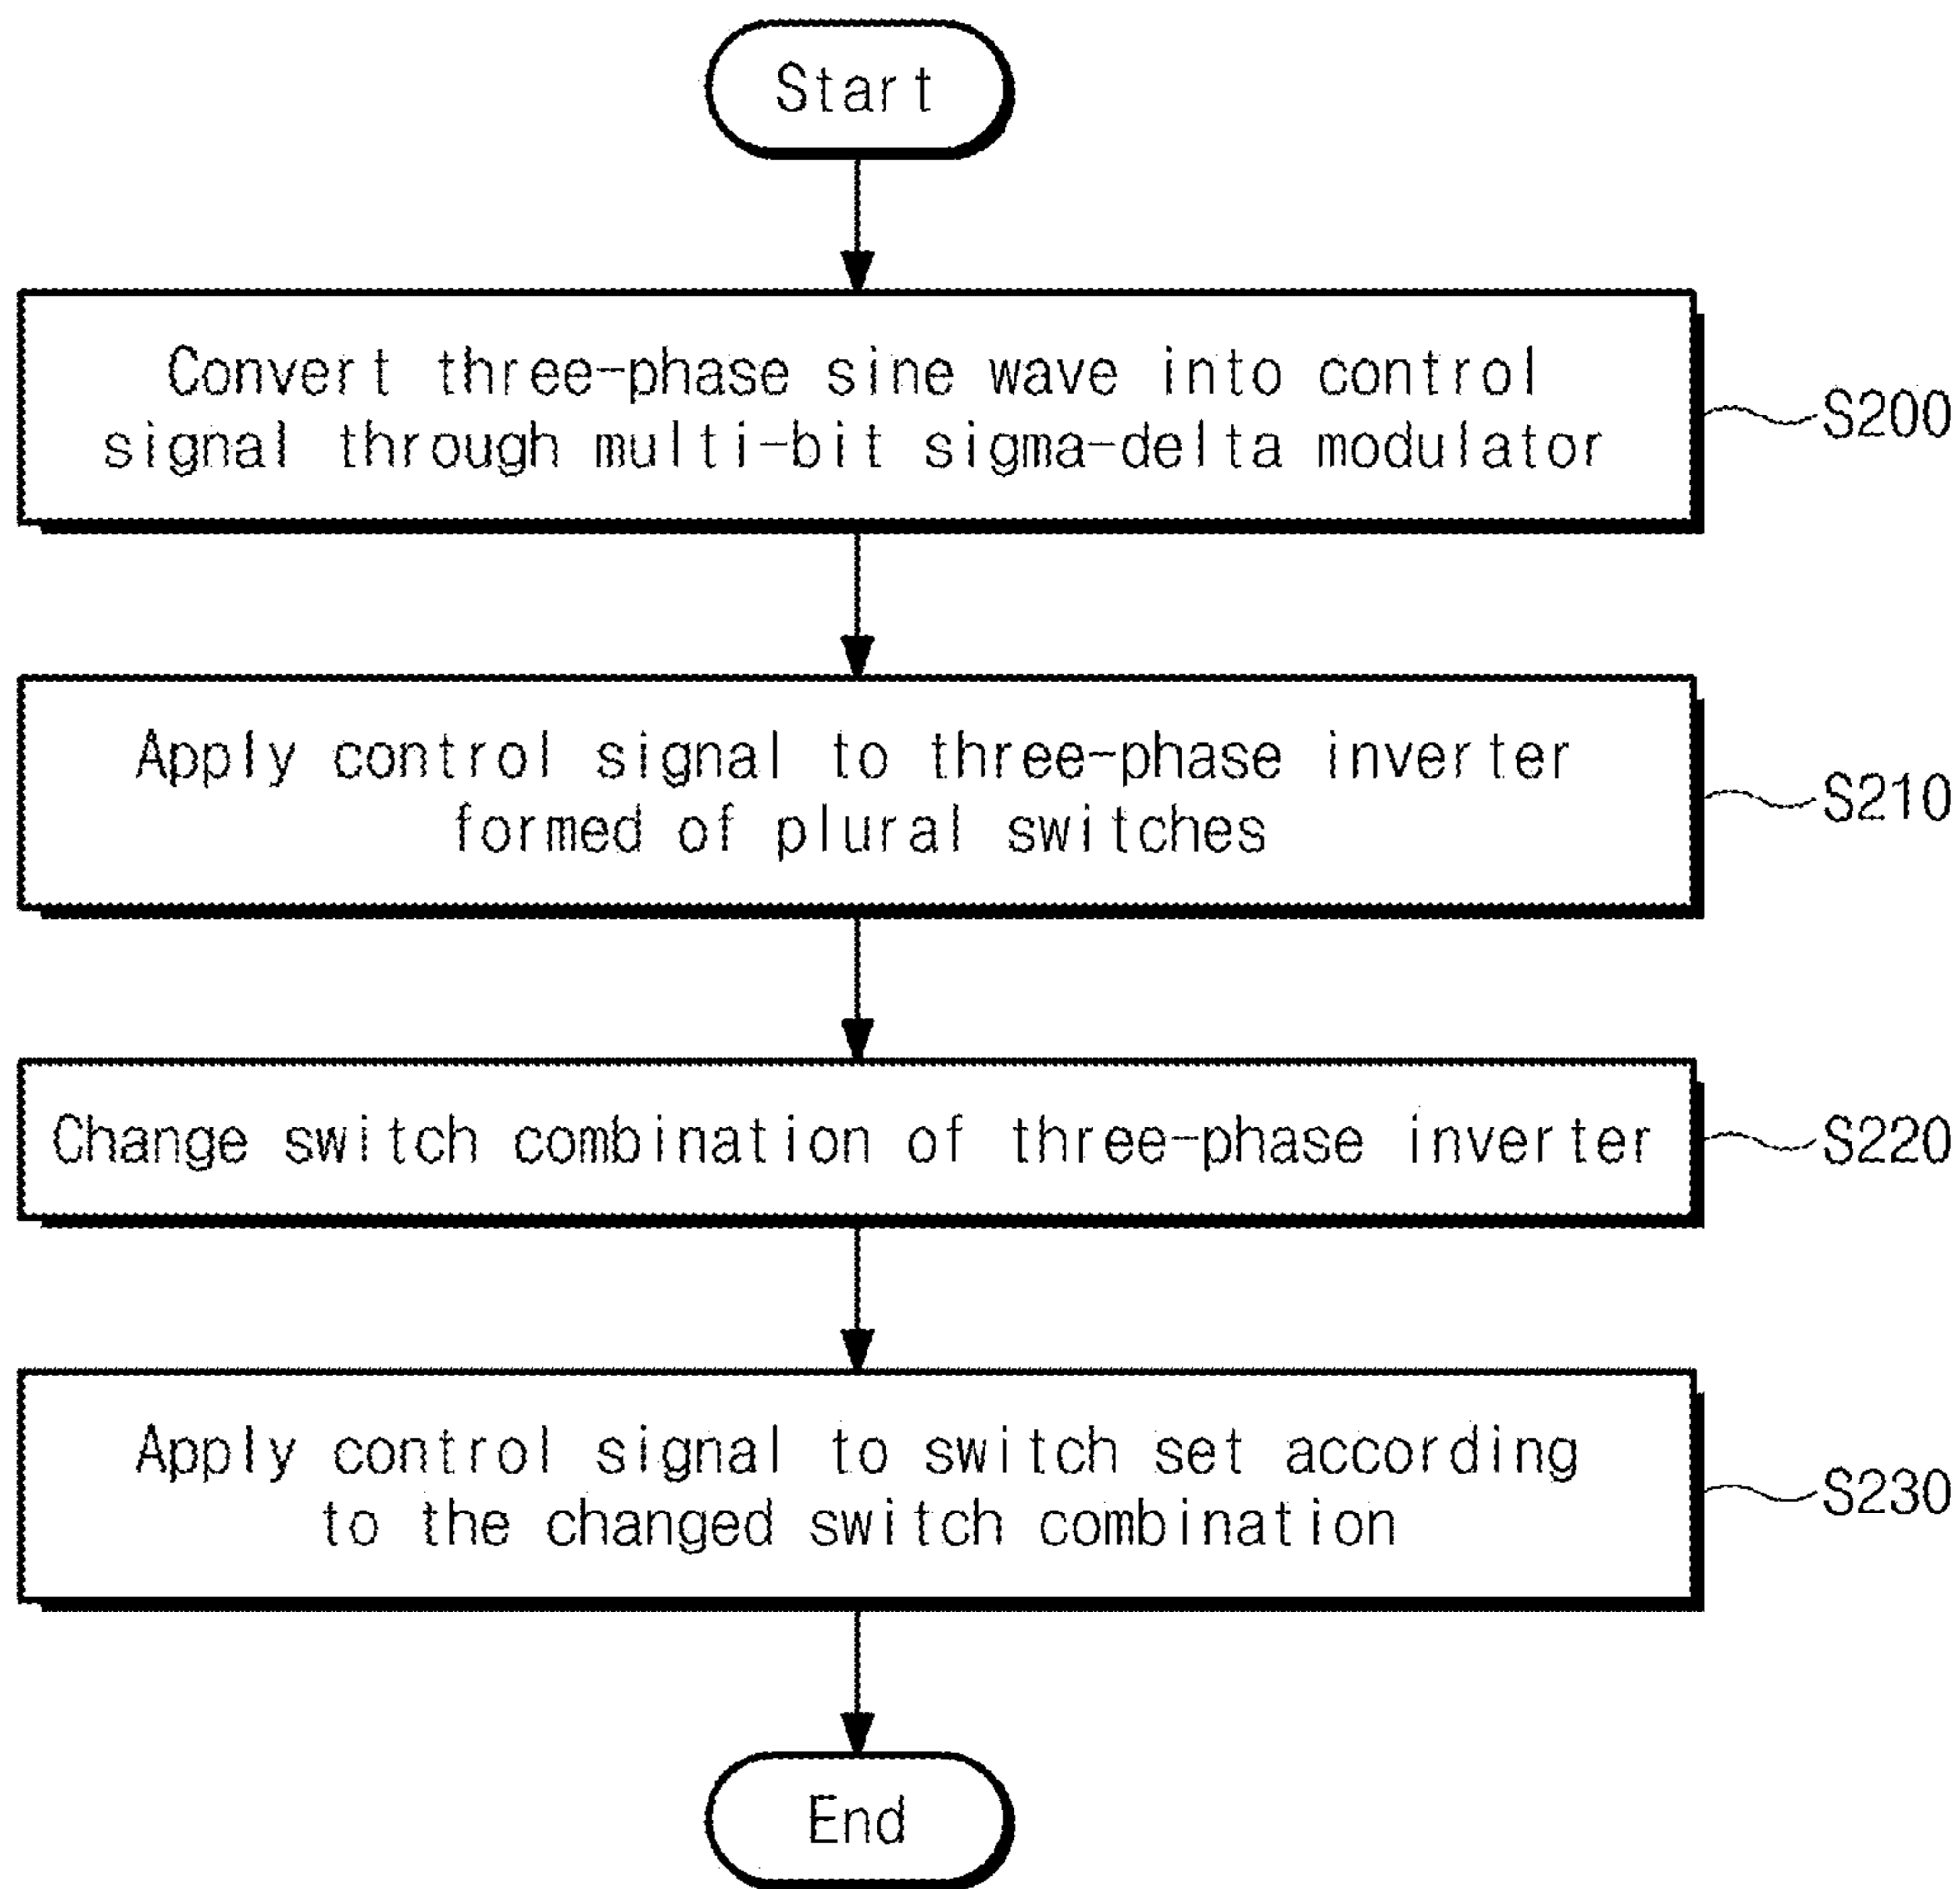 Start
Convert three-phase sine wave into control
signal through multi-bit sigma-delta modulator
S200
Apply control signal to three-phase inverter
formed of plural switches
S210
Change switch combination of three-phase inverter
S220
Apply control signal to switch set according
to the changed switch combination
S230
End